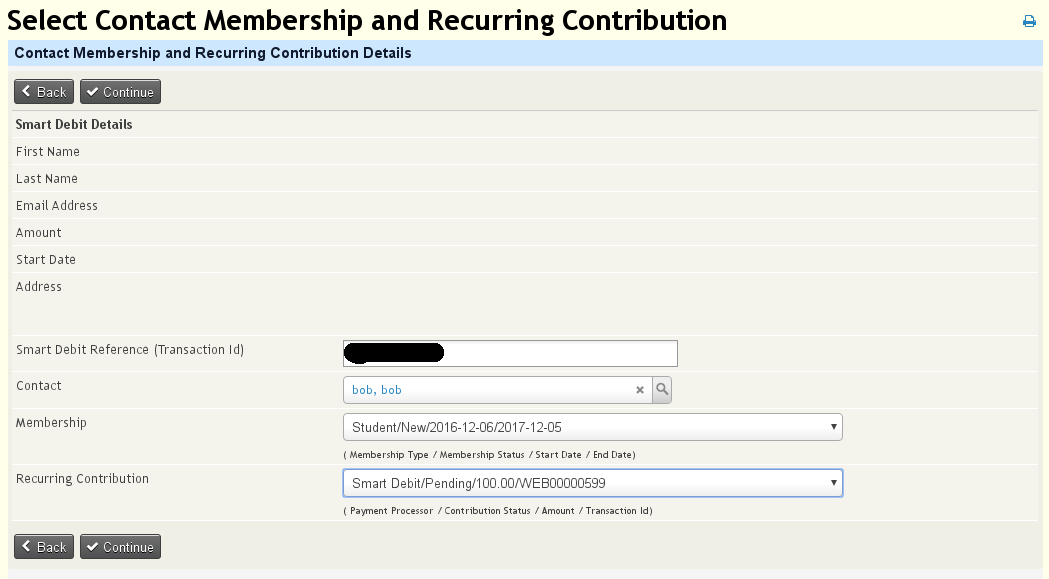 Select Contact Membership and Recurring Contribution
Contact Membership and Recurring Contribution Details
Back Continue
Smart Debit Details
First Name
Last Name
Email Address
Amount
Start Date
Address
Smart Debit Reference (Transaction Id)
Contact bob, bob
Membership Student/New/2016-12-06/2017-12-05
( Membership Type / Membership Status / Start Date / End Date)
Recurring Contribution Smart Debit/Pending/100.00/WEB00000599
( Payment Processor / Contribution Status / Amount / Transaction Id)
Back Continue